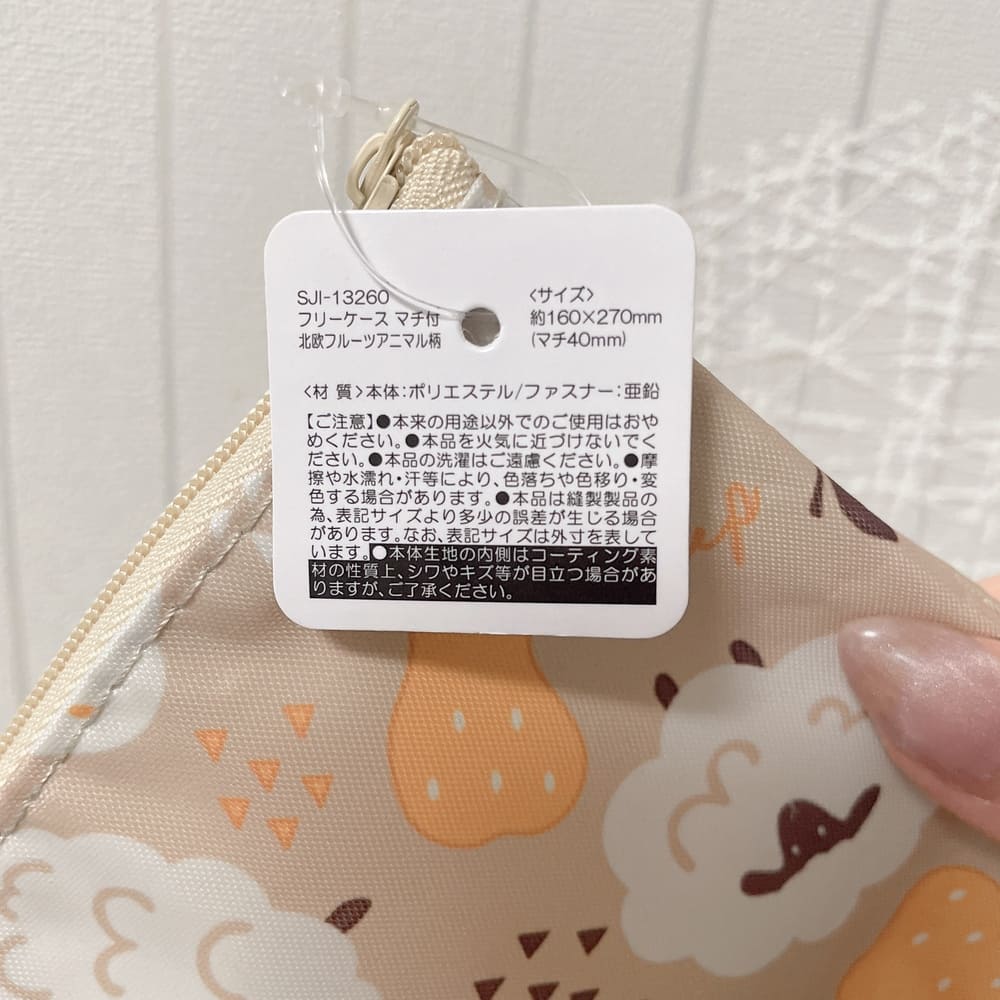 SJI-13260
フリーケース マチ付
北欧フルーツアニマル柄
〈サイズ〉
約160×270mm
(マチ40mm)
〈材 質〉本体:ポリエステル/ファスナー:亜鉛
【ご注意】●本来の用途以外でのご使用はおや
めください。●本品を火気に近づけないでく
ださい。●本品の洗濯はご遠慮ください。●摩
擦や水濡れ・汗等により、色落ちや色移り・変
色する場合があります。●本品は縫製製品の
為、表記サイズより多少の誤差が生じる場合
があります。なお、表記サイズは外寸を表して
います。●本体生地の内側はコーティング素
材の性質上、シワやキズ等が目立つ場合があ
りますが、ご了承ください。